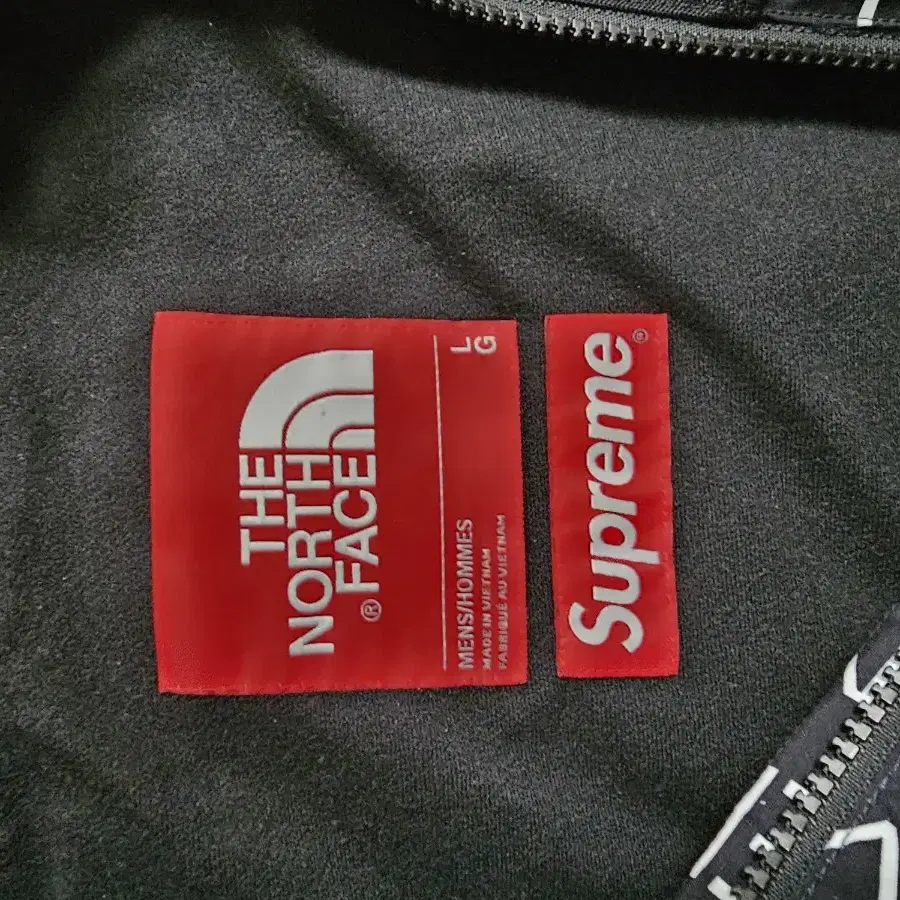 THE
NORTH
FACE®
L
G
MENS/HOMMES
MADE IN VIETNAM
FABRIQUÉ AU VIETNAM
Supreme®